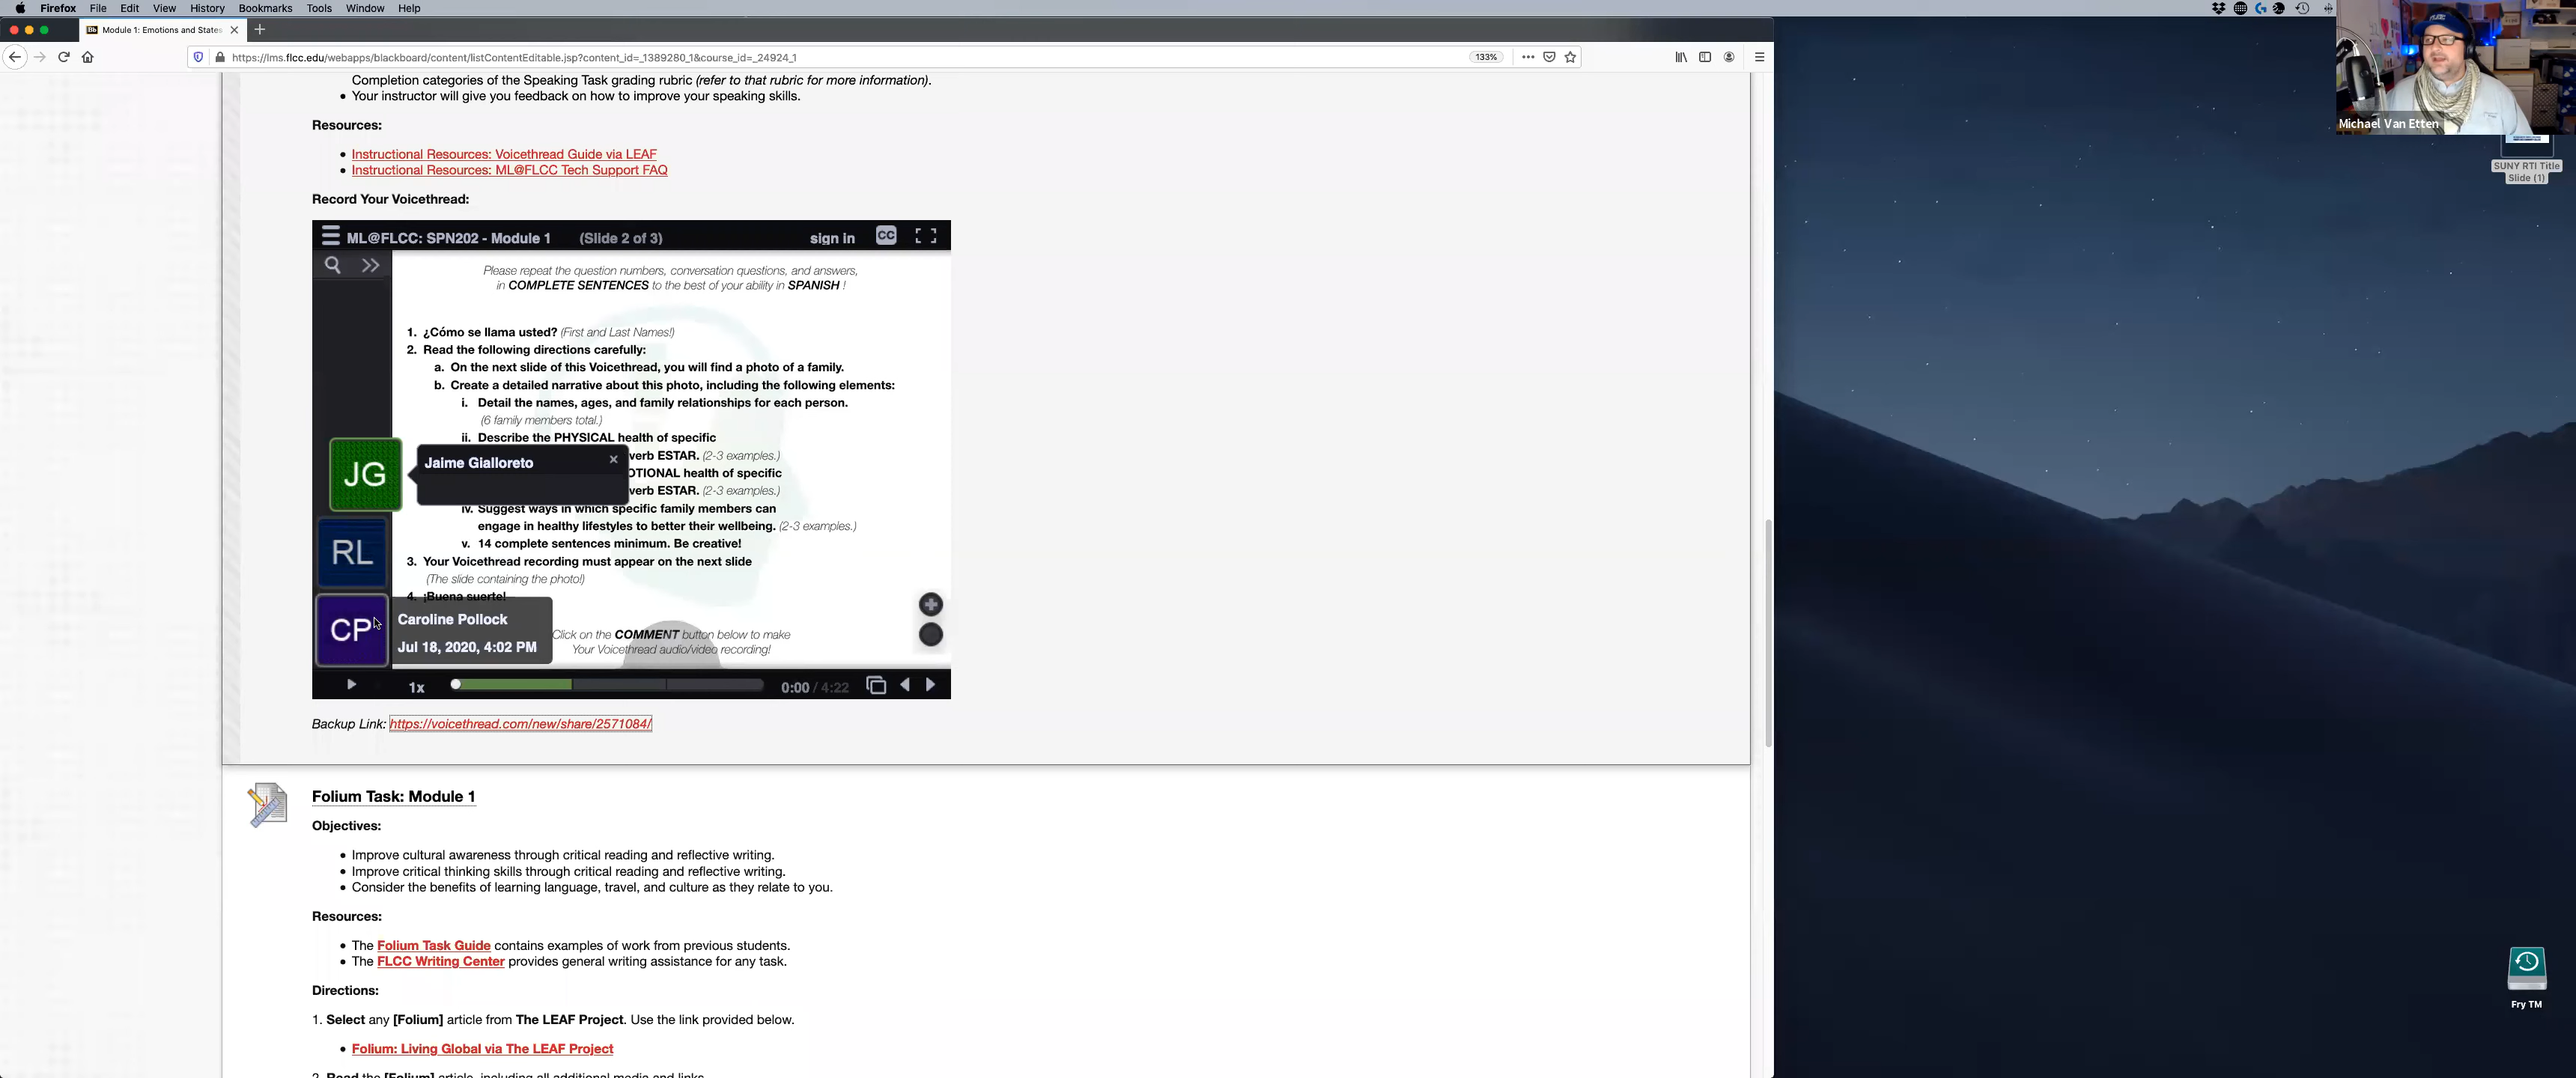 Firefox File Edit View History Bookmarks Tools Window Help
Bb Module 1: Emotions and States
https://lms.flcc.edu/webapps/blackboard/content/listContentEditable.jsp?content_id=_1389280_1&course_id=_24924_1
133%
Completion categories of the Speaking Task grading rubric (refer to that rubric for more information).
• Your instructor will give you feedback on how to improve your speaking skills.
Resources:
• Instructional Resources: Voicethread Guide via LEAF
• Instructional Resources: ML@FLCC Tech Support FAQ
Record Your Voicethread:
ML@FLCC: SPN202 - Module 1 (Slide 2 of 3) sign in CC
Please repeat the question numbers, conversation questions, and answers,
in COMPLETE SENTENCES to the best of your ability in SPANISH !
1. ¿Cómo se llama usted? (First and Last Names!)
2. Read the following directions carefully:
a. On the next slide of this Voicethread, you will find a photo of a family.
b. Create a detailed narrative about this photo, including the following elements:
i. Detail the names, ages, and family relationships for each person.
(6 family members total.)
ii. Describe the PHYSICAL health of specific
verb ESTAR. (2-3 examples.)
OTIONAL health of specific
verb ESTAR. (2-3 examples.)
iv. Suggest ways in which specific family members can
engage in healthy lifestyles to better their wellbeing. (2-3 examples.)
v. 14 complete sentences minimum. Be creative!
3. Your Voicethread recording must appear on the next slide
(The slide containing the photo!)
4. ¡Buena suerte!
Click on the COMMENT button below to make
Your Voicethread audio/video recording!
JG
Jaime Gialloreto
RL
CP
Caroline Pollock
Jul 18, 2020, 4:02 PM
1x
0:00 / 4:22
Backup Link: https://voicethread.com/new/share/2571084/
Folium Task: Module 1
Objectives:
• Improve cultural awareness through critical reading and reflective writing.
• Improve critical thinking skills through critical reading and reflective writing.
• Consider the benefits of learning language, travel, and culture as they relate to you.
Resources:
• The Folium Task Guide contains examples of work from previous students.
• The FLCC Writing Center provides general writing assistance for any task.
Directions:
1. Select any [Folium] article from The LEAF Project. Use the link provided below.
• Folium: Living Global via The LEAF Project
2. Read the [Folium] article, including all additional media and links.
Michael Van Etten
SUNY RTI Title
Slide (1)
Fry TM